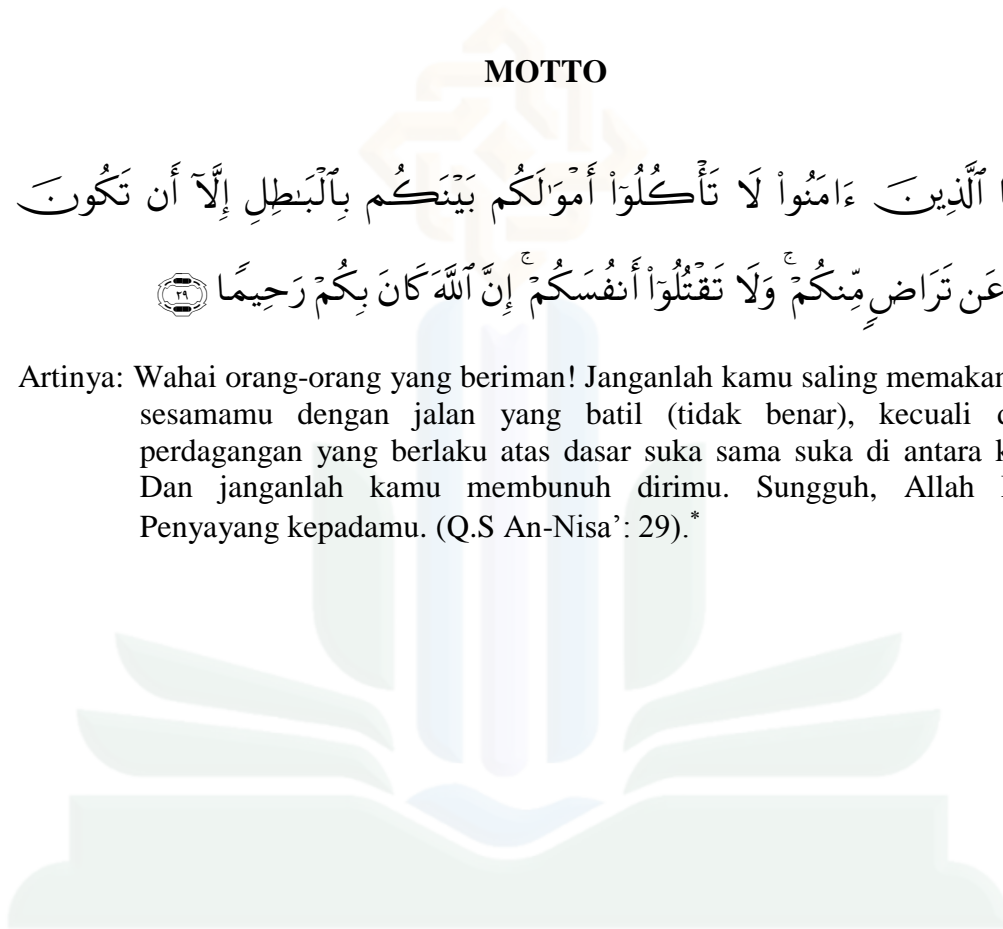 MOTTO
ٱلَّذِينَ ءَامَنُوا۟ لَا تَأْكُلُوٓا۟ أَمْوَٰلَكُم بَيْنَكُم بِٱلْبَٰطِلِ إِلَّآ أَن تَكُونَ
عَن تَرَاضٍ مِّنكُمْ ۚ وَلَا تَقْتُلُوٓا۟ أَنفُسَكُمْ ۚ إِنَّ ٱللَّهَ كَانَ بِكُمْ رَحِيمًا ٢٩
Artinya: Wahai orang-orang yang beriman! Janganlah kamu saling memakan
sesamamu dengan jalan yang batil (tidak benar), kecuali
perdagangan yang berlaku atas dasar suka sama suka di antara
Dan janganlah kamu membunuh dirimu. Sungguh, Allah
Penyayang kepadamu. (Q.S An-Nisa’: 29).*